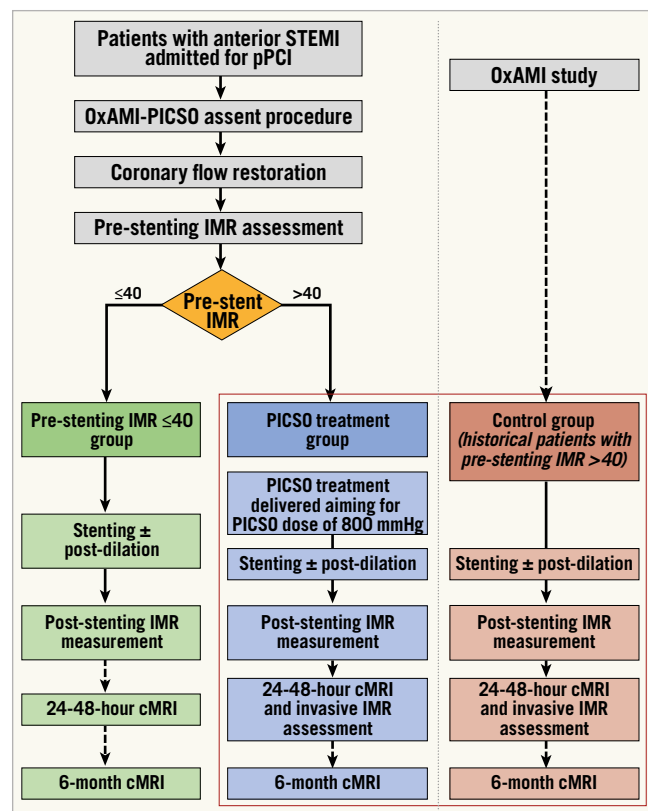 Patients with anterior STEMI
admitted for pPCI
OxAMI study
OxAMI-PICSO assent procedure
Coronary flow restoration
Pre-stenting IMR assessment
≤40
>40
Pre-stent
IMR
Pre-stenting IMR ≤40
group
PICSO treatment
group
Control group
(historical patients with
pre-stenting IMR >40)
PICSO treatment
delivered aiming for
PICSO dose of 800 mmHg
Stenting ±
post-dilation
Stenting ± post-dilation
Stenting ± post-dilation
Post-stenting IMR
measurement
Post-stenting IMR
measurement
Post-stenting IMR
measurement
24-48-hour cMRI
24-48-hour cMRI
and invasive IMR
assessment
24-48-hour cMRI
and invasive IMR
assessment
6-month cMRI
6-month cMRI
6-month cMRI